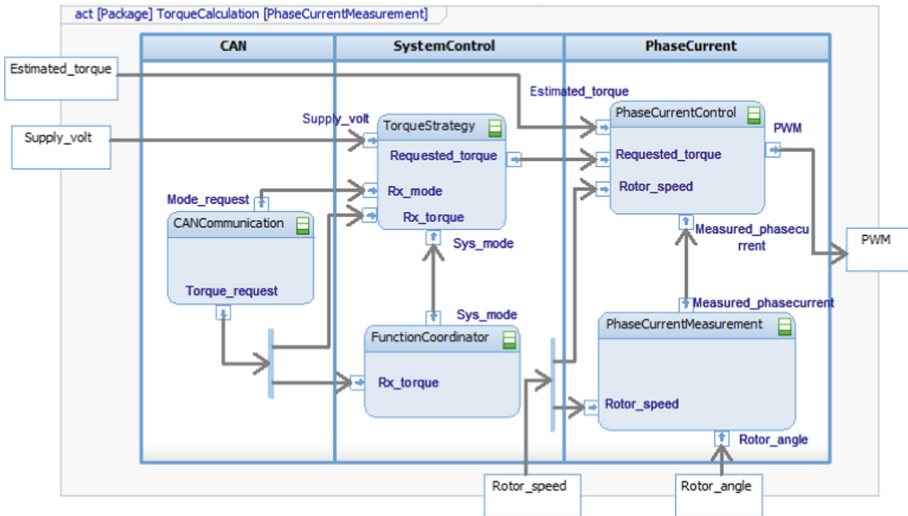 act [Package] TorqueCalculation [PhaseCurrentMeasurement]
CAN
SystemControl
PhaseCurrent
Estimated_torque
Supply_volt
Estimated_torque
Supply_volt
TorqueStrategy
Requested_torque
Rx_mode
Rx_torque
Sys_mode
PhaseCurrentControl
PWM
Requested_torque
Rotor_speed
Measured_phasecu
rrent
PWM
Mode_request
CANCommunication
Torque_request
Sys_mode
FunctionCoordinator
Rx_torque
Measured_phasecurrent
PhaseCurrentMeasurement
Rotor_speed
Rotor_angle
Rotor_speed
Rotor_angle